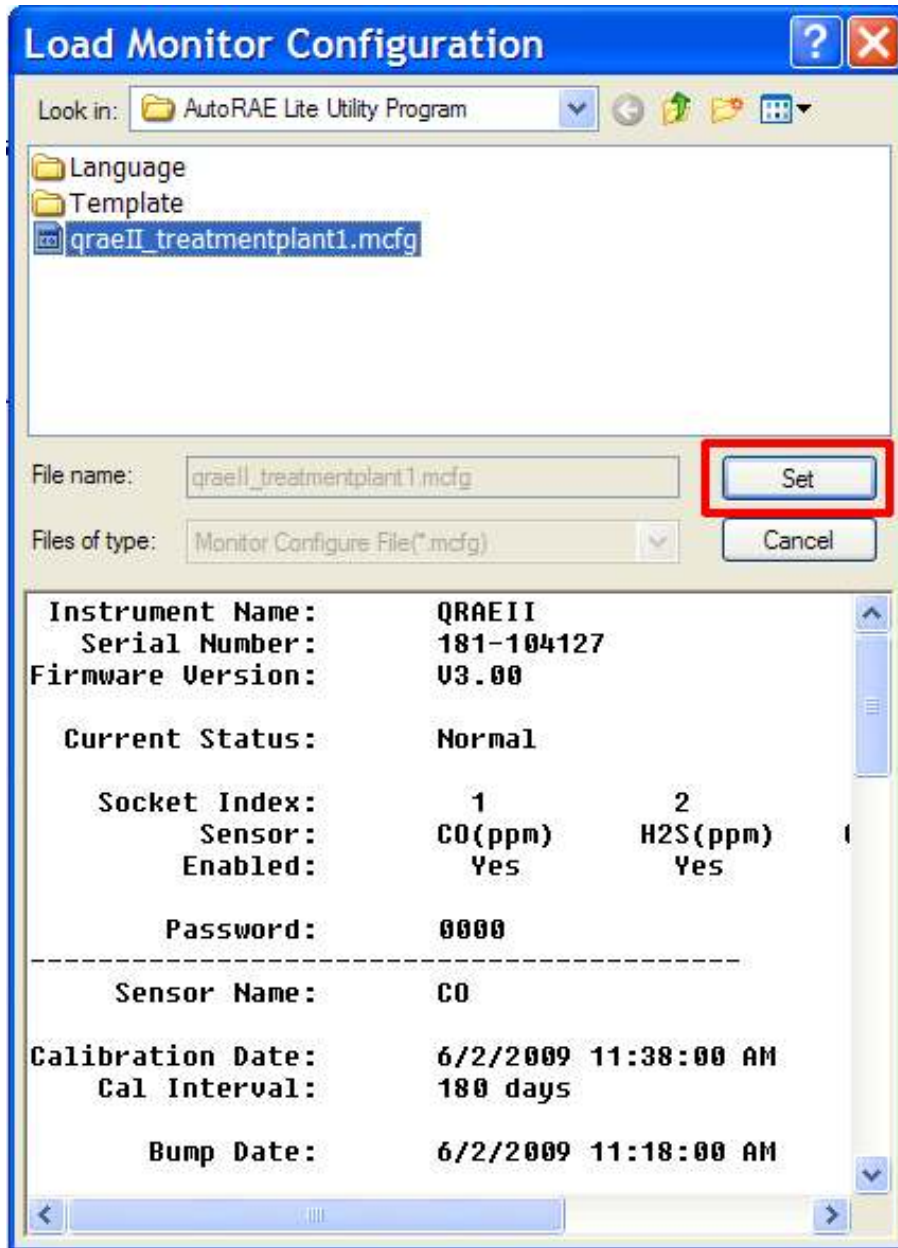 Load Monitor Configuration
Look in: AutoRAE Lite Utility Program
Language
Template
qraeII_treatmentplant1.mcfg
File name: qraeII_treatmentplant1.mcfg Set
Files of type: Monitor Configure File(*.mcfg) Cancel
Instrument Name: QRAEII
Serial Number: 181-104127
Firmware Version: V3.00
Current Status: Normal
Socket Index: 1 2
Sensor: CO(ppm) H2S(ppm)
Enabled: Yes Yes
Password: 0000
------------------------------------------
Sensor Name: CO
Calibration Date: 6/2/2009 11:38:00 AM
Cal Interval: 180 days
Bump Date: 6/2/2009 11:18:00 AM